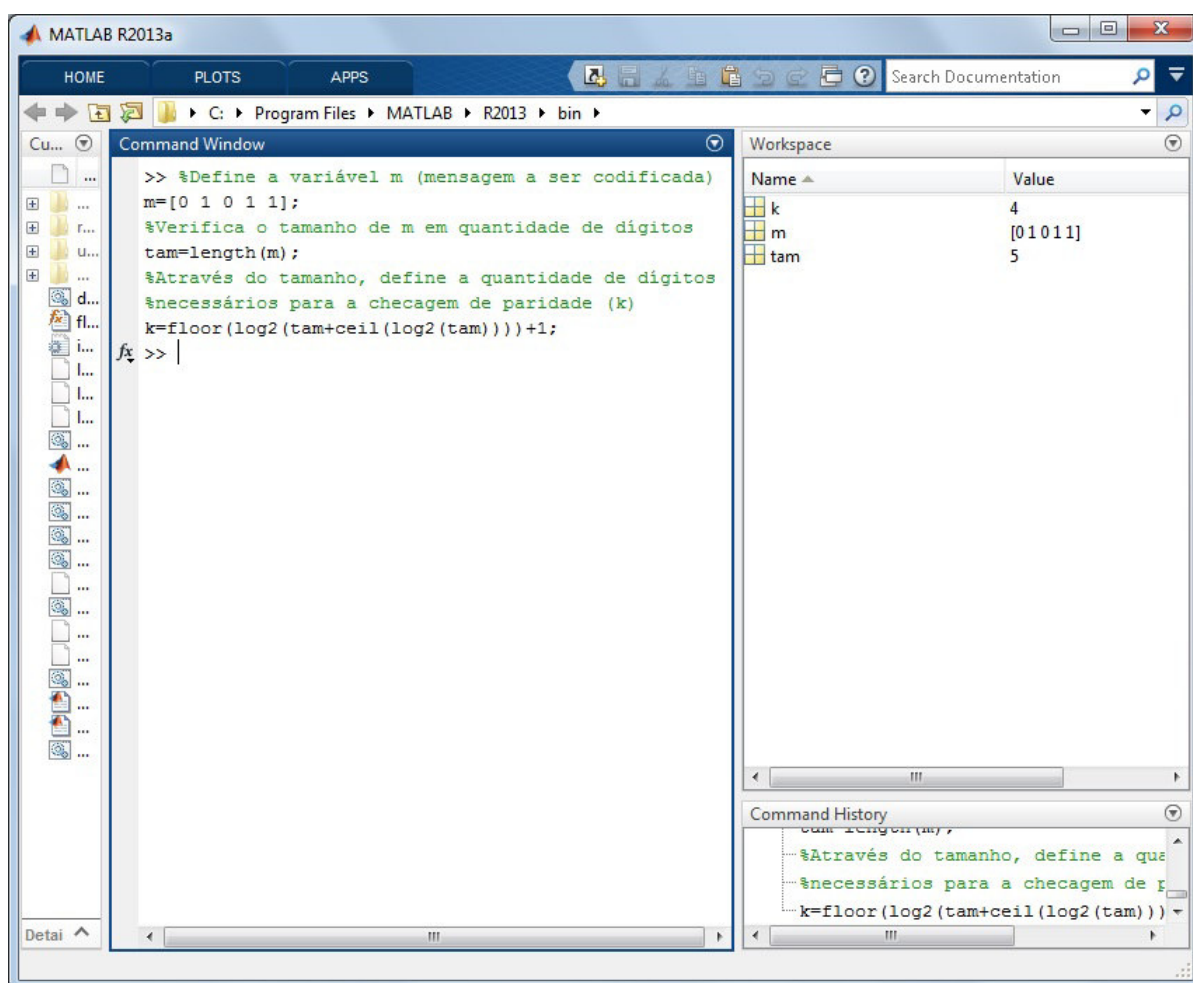 MATLAB R2013a
HOME PLOTS APPS Search Documentation
C: Program Files MATLAB R2013 bin
Cu...
...
...
r...
u...
...
d...
fl...
i...
l...
l...
l...
...
...
...
...
...
...
...
...
...
...
...
...
...
...
Detai
Command Window
>> %Define a variável m (mensagem a ser codificada)
m=[0 1 0 1 1];
%Verifica o tamanho de m em quantidade de dígitos
tam=length(m);
%Através do tamanho, define a quantidade de dígitos
%necessários para a checagem de paridade (k)
k=floor(log2(tam+ceil(log2(tam))))+1;
fx >>
Workspace
Name Value
k 4
m [0 1 0 1 1]
tam 5
Command History
tam=length(m);
%Através do tamanho, define a qua
%necessários para a checagem de p
k=floor(log2(tam+ceil(log2(tam)))